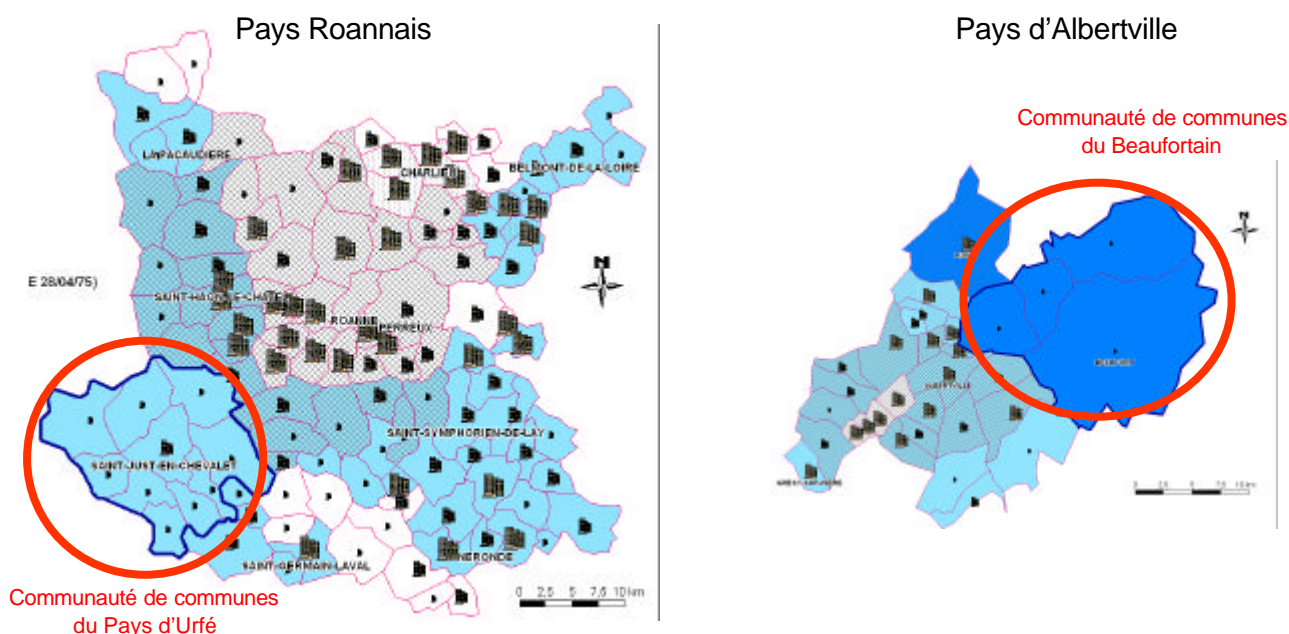 Pays Roannais
Pays d'Albertville
Communauté de communes
du Beaufortain
LAPACAUDIERE
CHARLIEU
BELMONT-DE-LA-LOIRE
N
N
E 28/04/75)
ROANNE
PERREUX
SAINT-SYMPHORIEN-DE-LAY
SAINT-JUST-EN-CHEVALET
NERONDE
SAINT-GERMAIN-LAVAL
0 2,5 5 7,5 10 km
Communauté de communes
du Pays d'Urfé